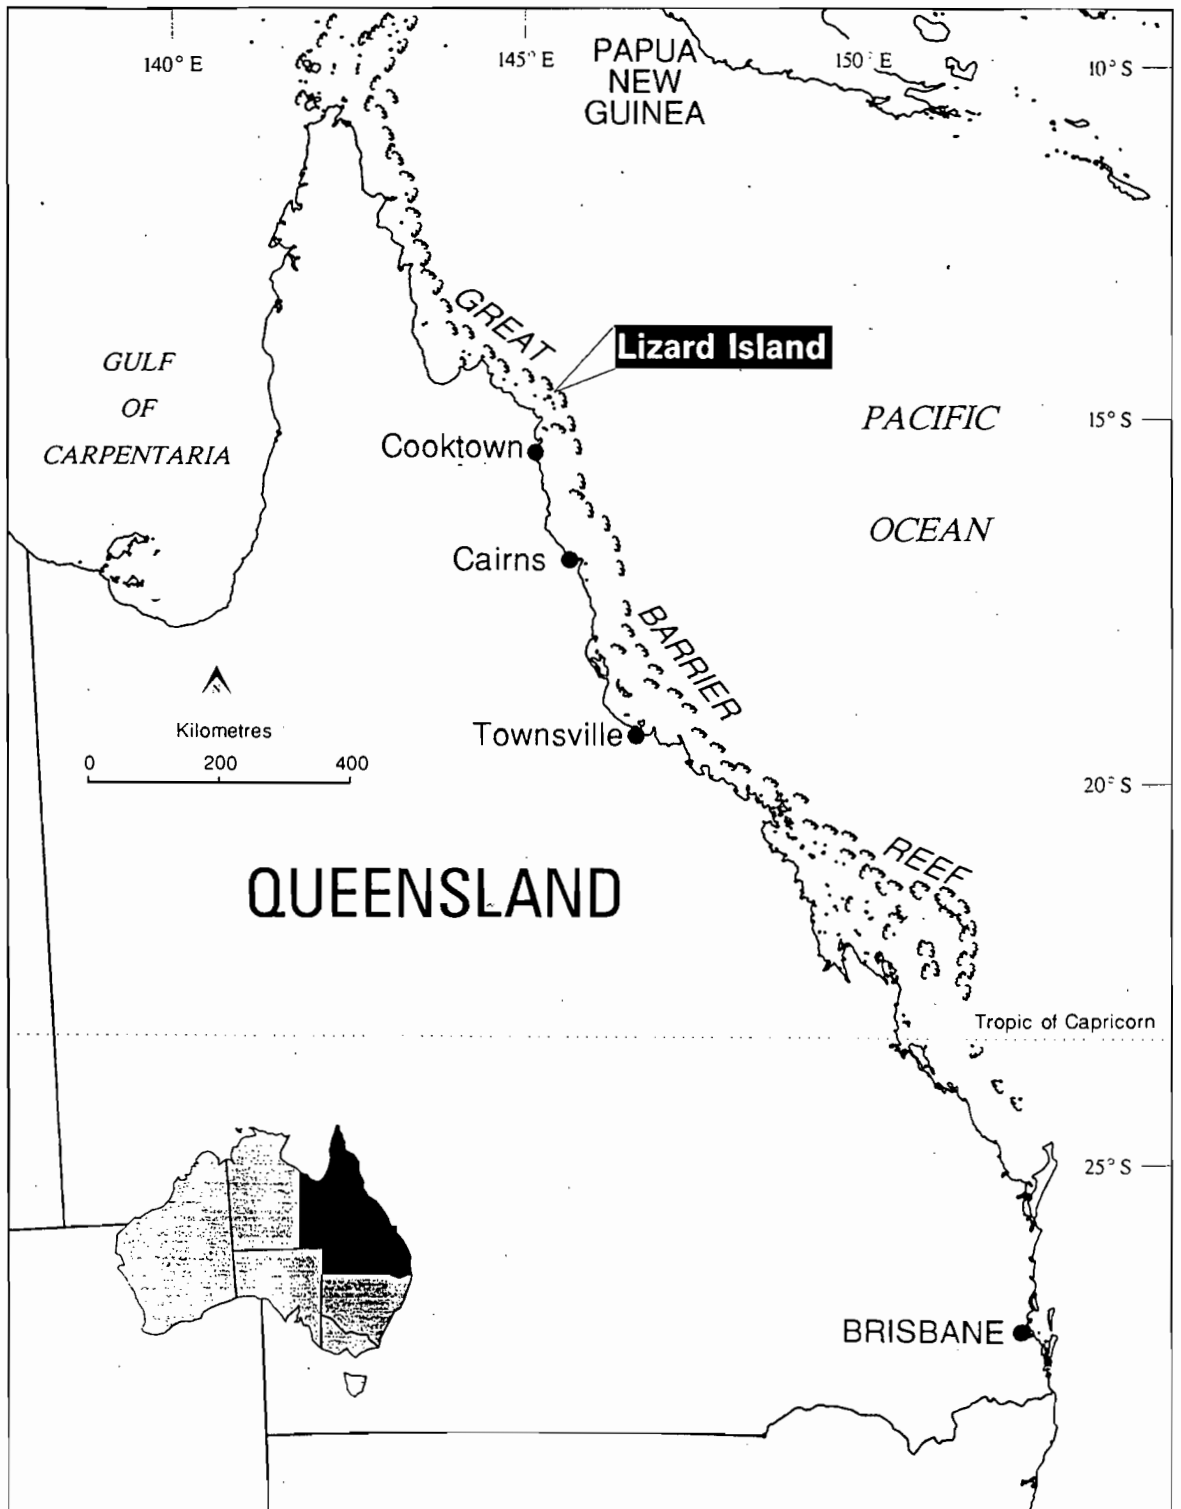 140° E
145° E
150° E
10° S
PAPUA
NEW
GUINEA
GREAT
Lizard Island
GULF
OF
CARPENTARIA
PACIFIC
15° S
Cooktown
OCEAN
Cairns
BARRIER
N
Kilometres
0 200 400
Townsville
20° S
REEF
QUEENSLAND
Tropic of Capricorn
25° S
BRISBANE